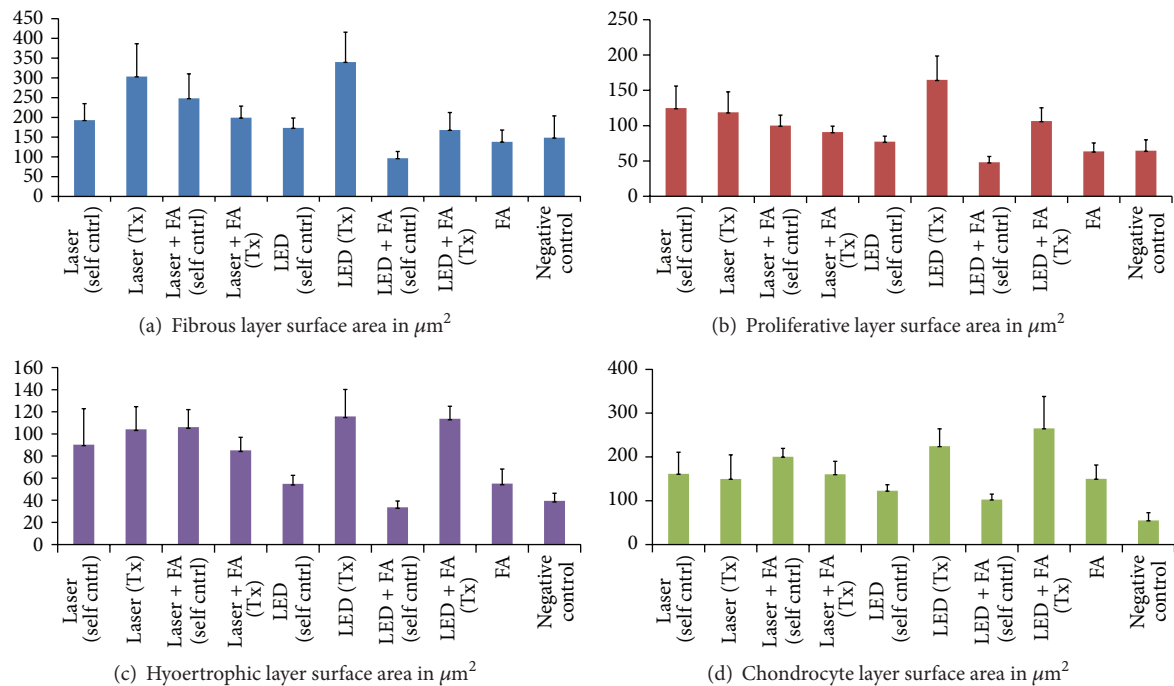 450
400
350
300
250
200
150
100
50
0
Laser
(self cntrl)
Laser (Tx)
Laser + FA
(self cntrl)
Laser + FA
(Tx)
LED
(self cntrl)
LED (Tx)
LED + FA
(self cntrl)
LED + FA
(Tx)
FA
Negative
control
(a) Fibrous layer surface area in μm²
250
200
150
100
50
0
Laser
(self cntrl)
Laser (Tx)
Laser + FA
(self cntrl)
Laser + FA
(Tx)
LED
(self cntrl)
LED (Tx)
LED + FA
(self cntrl)
LED + FA
(Tx)
FA
Negative
control
(b) Proliferative layer surface area in μm²
160
140
120
100
80
60
40
20
0
Laser
(self cntrl)
Laser (Tx)
Laser + FA
(self cntrl)
Laser + FA
(Tx)
LED
(self cntrl)
LED (Tx)
LED + FA
(self cntrl)
LED + FA
(Tx)
FA
Negative
control
(c) Hyoertrophic layer surface area in μm²
400
300
200
100
0
Laser
(self cntrl)
Laser (Tx)
Laser + FA
(self cntrl)
Laser + FA
(Tx)
LED
(self cntrl)
LED (Tx)
LED + FA
(self cntrl)
LED + FA
(Tx)
FA
Negative
control
(d) Chondrocyte layer surface area in μm²